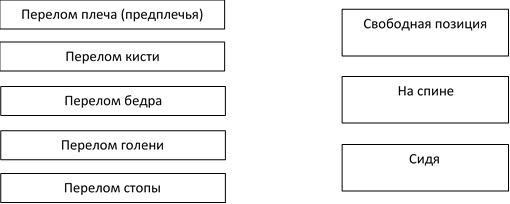 Перелом плеча (предплечья)
Перелом кисти
Перелом бедра
Перелом голени
Перелом стопы
Свободная позиция
На спине
Сидя